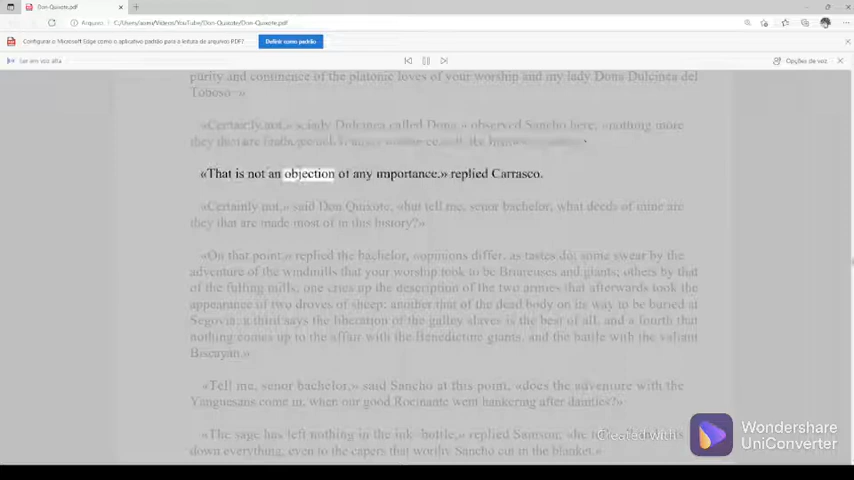 Don-Quixote.pdf
Arquivo | C:/Users/ /Videos/YouTube/Don-Quixote/Don-Quixote.pdf
Configurar o Microsoft Edge como o aplicativo padrão para a leitura de arquivos PDF? Definir como padrão
Ler em voz alta Opções de voz
purity and continence of the platonic loves of your worship and my lady Dona Dulcinea del
Toboso-»
«Certainly not,» said Don Quixote, «but tell me, senor bachelor, what deeds of mine are
they that are made most of in this history?»
«That is not an objection of any importance,» replied Carrasco.
«On that point,» replied the bachelor, «opinions differ, as tastes do; some swear by the
adventure of the windmills that your worship took to be Briareuses and giants; others by that
of the fulling mills; one cries up the description of the two armies that afterwards took the
appearance of two droves of sheep; another that of the dead body on its way to be buried at
Segovia; a third says the liberation of the galley slaves is the best of all, and a fourth that
nothing comes up to the affair with the Benedictine giants, and the battle with the valiant
Biscayan.»
«Tell me, senor bachelor,» said Sancho at this point, «does the adventure with the
Yanguesans come in, when our good Rocinante went hankering after dainties?»
«The sage has left nothing in the ink-bottle,» replied Samson; «he
down everything, even to the capers that worthy Sancho cut in the blanket.»
Created with
Wondershare
UniConverter